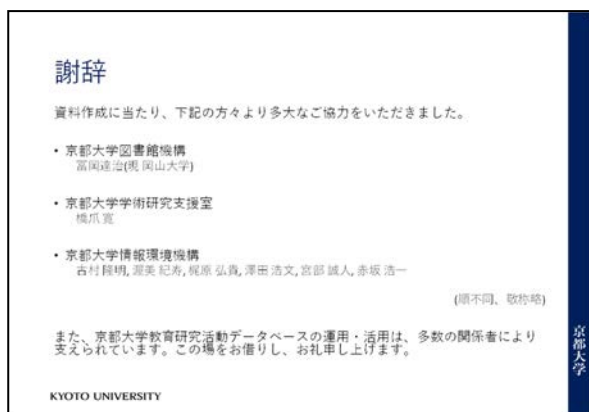 謝辞
資料作成に当たり、下記の方々より多大なご協力をいただきました。
• 京都大学図書館機構
冨岡達治(現 岡山大学)
• 京都大学学術研究支援室
橋爪 寛
• 京都大学情報環境機構
古村 隆明, 渥美 紀寿, 梶原 弘貴, 澤田 浩文, 宮部 誠人, 赤坂 浩一
(順不同、敬称略)
また、京都大学教育研究活動データベースの運用・活用は、多数の関係者により
支えられています。この場をお借りし、お礼申し上げます。
KYOTO UNIVERSITY
京都大学